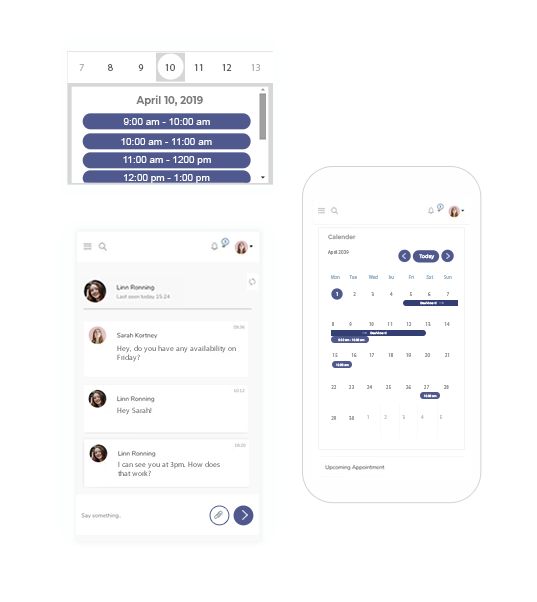 7 8 9 10 11 12 13
April 10, 2019
9:00 am - 10:00 am
10:00 am - 11:00 am
11:00 am - 1200 pm
12:00 pm - 1:00 pm
Linn Ronning
Last seen today 15:24
09:36
Sarah Kortney
Hey, do you have any availability on
Friday?
10:12
Linn Ronning
Hey Sarah!
Linn Ronning
I can see you at 3pm. How does
that work?
Say something..
Calender
April 2019
Today
Mon Tue Wed Fri Sat Sun
1 2 3 4 5 6 7
8 9 10 11 12 13 14
15 16 17 18 19 20 21
22 23 24 25 26 27 28
29 30 1 2 3 4 5
Upcoming Appointment